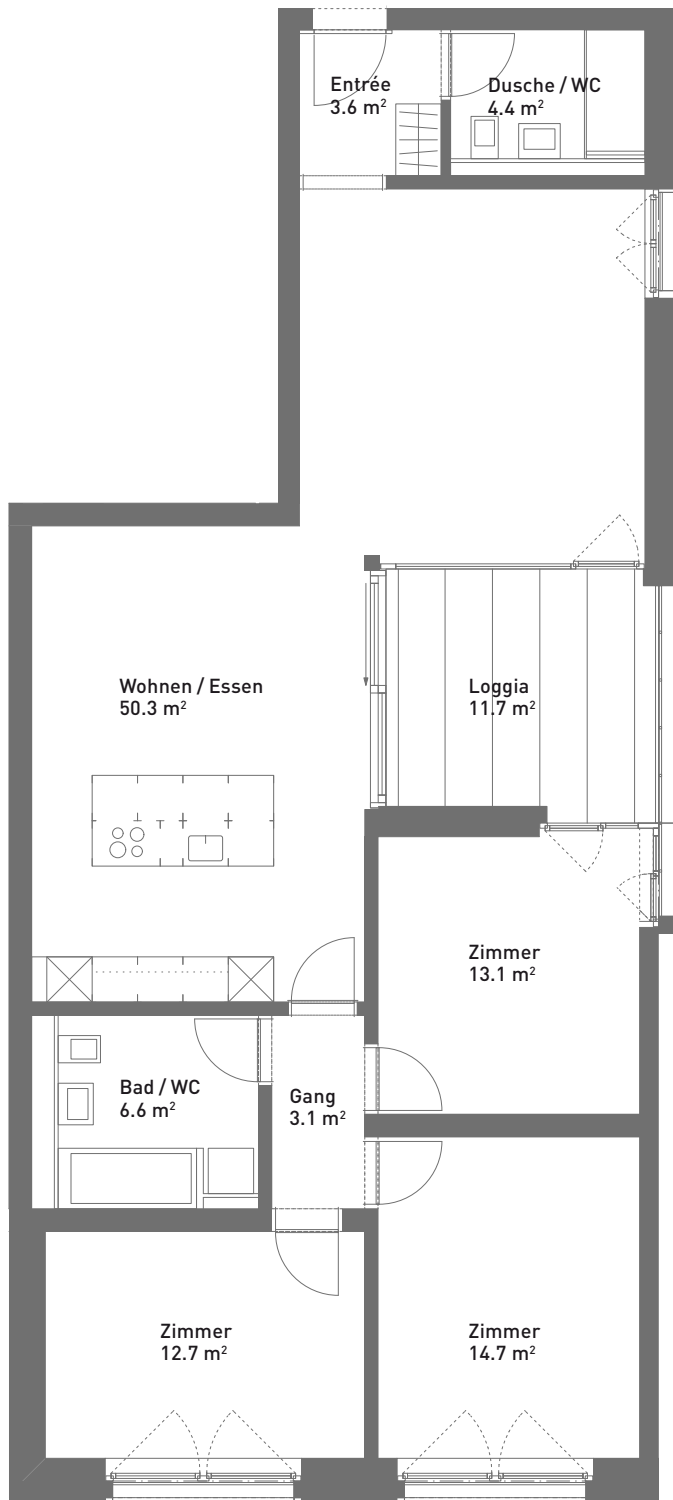 Entrée
3.6 m²
Dusche / WC
4.4 m²
Wohnen / Essen
50.3 m²
Loggia
11.7 m²
Zimmer
13.1 m²
Bad / WC
6.6 m²
Gang
3.1 m²
Zimmer
12.7 m²
Zimmer
14.7 m²